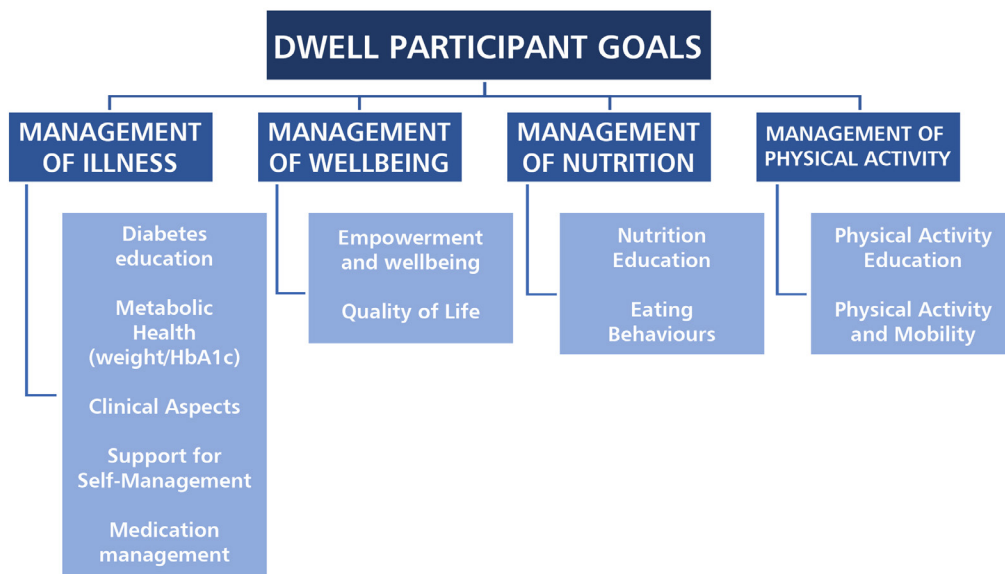 DWELL PARTICIPANT GOALS
MANAGEMENT
OF ILLNESS
Diabetes
education
Metabolic
Health
(weight/HbA1c)
Clinical Aspects
Support for
Self-Management
Medication
management
MANAGEMENT
OF WELLBEING
Empowerment
and wellbeing
Quality of Life
MANAGEMENT
OF NUTRITION
Nutrition
Education
Eating
Behaviours
MANAGEMENT OF
PHYSICAL ACTIVITY
Physical Activity
Education
Physical Activity
and Mobility